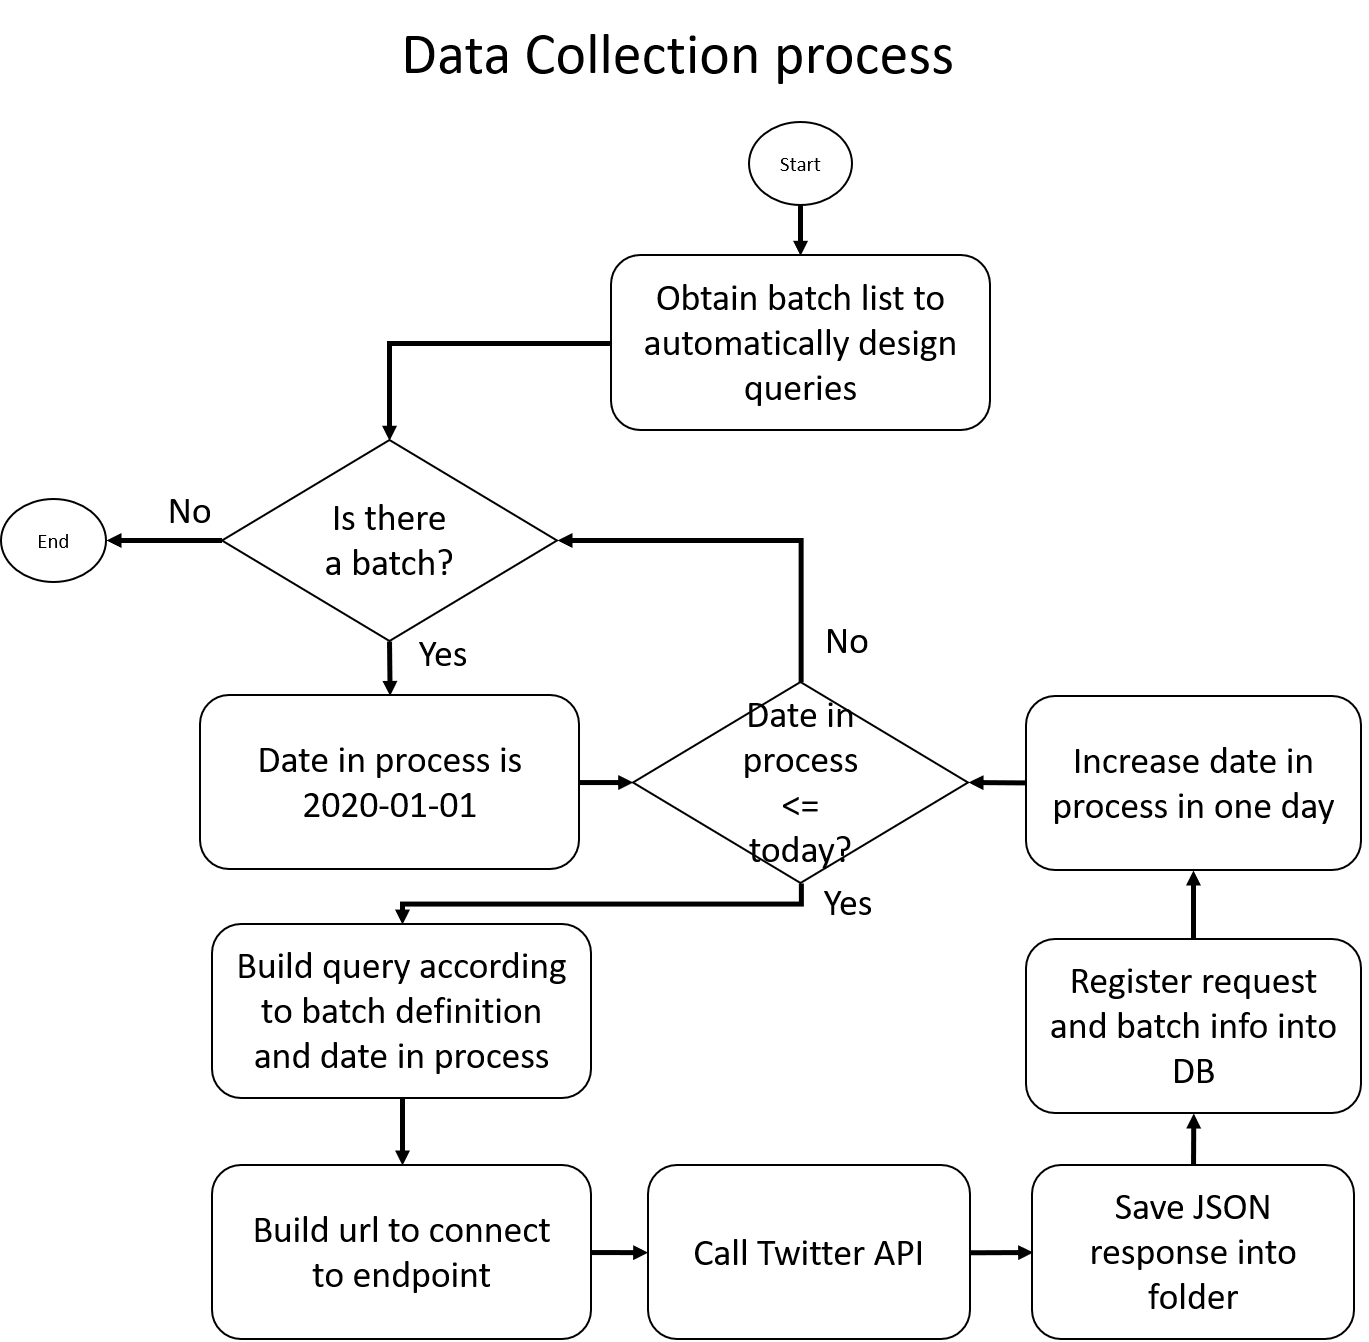 Data Collection process
Start
Obtain batch list to
automatically design
queries
No
End
Is there
a batch?
Yes
No
Date in process is
2020-01-01
Date in
process
<=
today?
Increase date in
process in one day
Yes
Build query according
to batch definition
and date in process
Register request
and batch info into
DB
Build url to connect
to endpoint
Call Twitter API
Save JSON
response into
folder